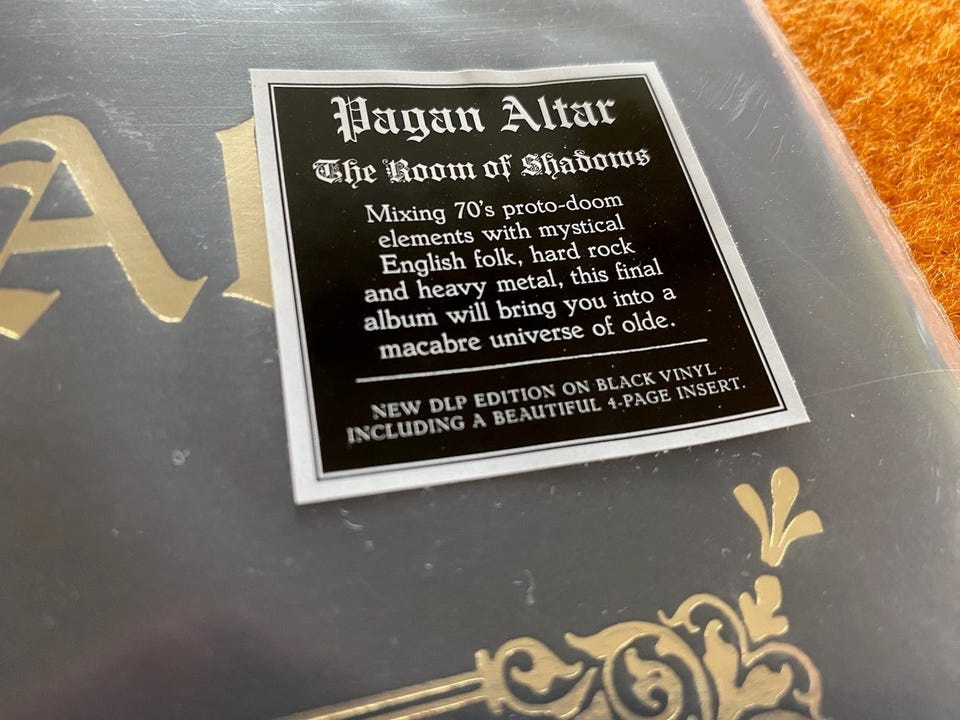 Pagan Altar
The Room of Shadows
Mixing 70's proto-doom
elements with mystical
English folk, hard rock
and heavy metal, this final
album will bring you into a
macabre universe of olde.
NEW DLP EDITION ON BLACK VINYL
INCLUDING A BEAUTIFUL 4-PAGE INSERT.